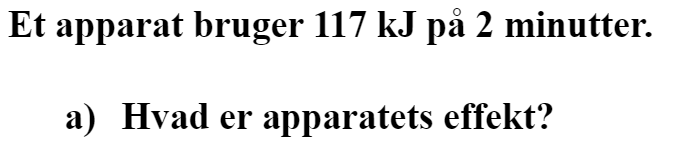 Et apparat bruger 117 kJ på 2 minutter.
a) Hvad er apparatets effekt?